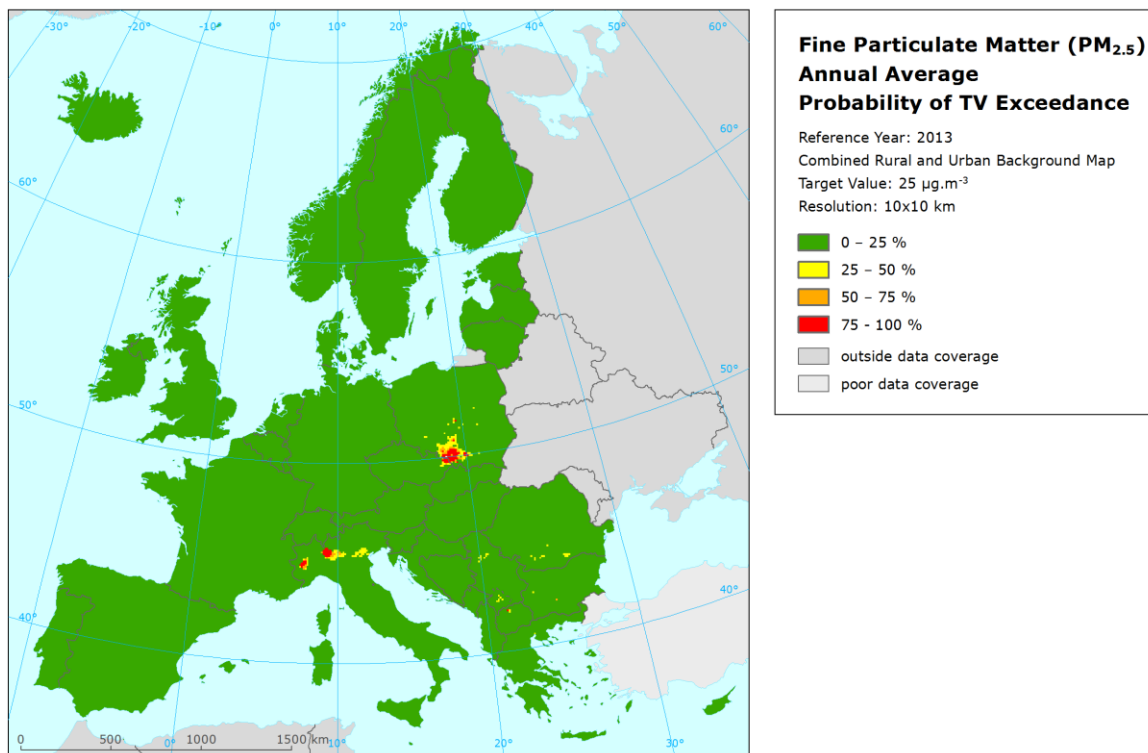 -30° -20° -10° 0° 10° 20° 30° 40° 50° 60°
60°
60°
50°
50°
40°
40°
0 500 1000 1500 km
0° 10° 20° 30°
Fine Particulate Matter (PM2.5)
Annual Average
Probability of TV Exceedance
Reference Year: 2013
Combined Rural and Urban Background Map
Target Value: 25 µg.m-3
Resolution: 10x10 km
0 – 25 %
25 – 50 %
50 – 75 %
75 - 100 %
outside data coverage
poor data coverage